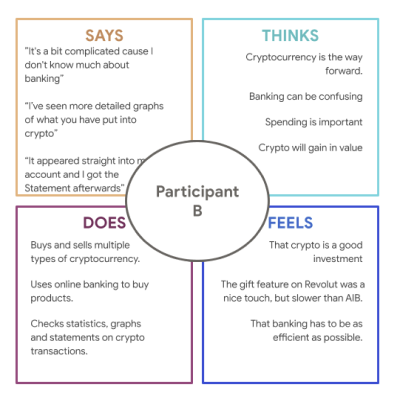 SAYS
"It's a bit complicated cause I
don't know much about
banking"
"I've seen more detailed graphs
of what you have put into
crypto"
"It appeared straight into
account and I got the
Statement afterwards"
THINKS
Cryptocurrency is the way
forward.
Banking can be confusing
Spending is important
Crypto will gain in value
Participant
B
DOES
Buys and sells multiple
types of cryptocurrency.
Uses online banking to buy
products.
Checks statistics, graphs
and statements on crypto
transactions.
FEELS
That crypto is a good
investment
The gift feature on Revolut was a
nice touch, but slower than AIB.
That banking has to be as
efficient as possible.